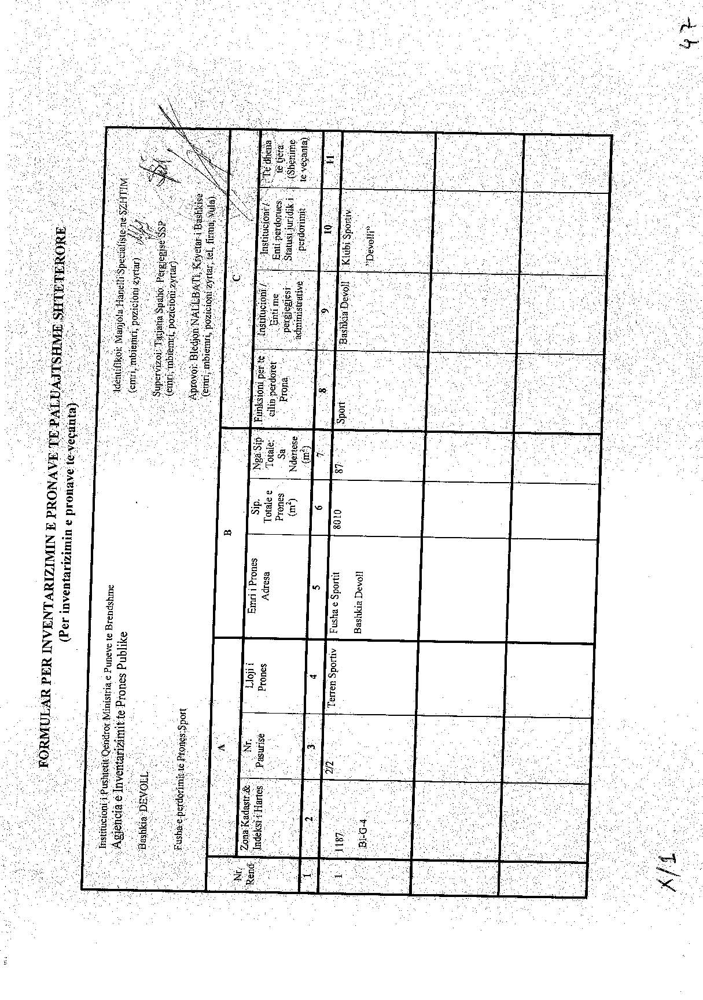 FORMULAR PER INVENTARIZIMIN E PRONAVE TE PALUAJTSHME SHTETERORE
(Per inventarizimin e pronave te veçanta)
Institucioni i Pushtetit Qendror Ministria e Puneve te Brendshme
Agjencia e Inventarizimit te Prones Publike
Bashkia DEVOLL
Fusha e perdorimit te Prones: Sport
Identifikoi: Manjola Hanelli Specialiste ne SZHTIM
(emri, mbiemri, pozicioni zyrtar)
Supervizoi: Tatjana Spaho Pergjegjse SSP
(emri, mbiemri, pozicioni zyrtar)
Aprovoi: Bledjon NALLBATI, Kryetar i Bashkise
(emri, mbiemri, pozicioni zyrtar, tel, firma, vula)
Nr.
Rend
A
B
C
Zona Kadastr.&
Indeksi i Hartes
Nr.
Pasurise
Lloji i
Prones
Emri i Prones
Adresa
Sip.
Totale e
Prones
(m²)
Nga Sip
Totale:
Sa
Ndertese
(m²)
Funksioni per te
cilin perdoret
Prona
Institucioni /
Enti me
pergjegjesi
administrative
Institucioni /
Enti perdorues
Statusi juridik i
perdorimit
Te dhena
te tjera
(Shenime
te veçanta)
1 2 3 4 5 6 7 8 9 10 11
1
1187
BI-G-4
2/2
Terren Sportiv
Fusha e Sportit
Bashkia Devoll
8010
87
Sport
Bashkia Devoll
Klubi Sportiv
"Devolli"
X/1
47